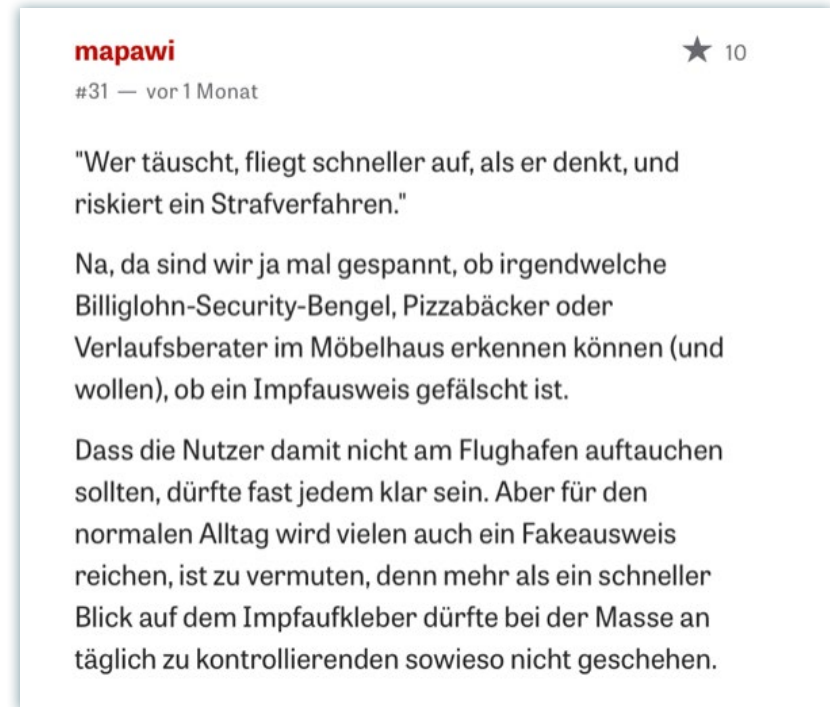 mapawi
★ 10
#31 — vor 1 Monat
"Wer täuscht, fliegt schneller auf, als er denkt, und
riskiert ein Strafverfahren."
Na, da sind wir ja mal gespannt, ob irgendwelche
Billiglohn-Security-Bengel, Pizzabäcker oder
Verlaufsberater im Möbelhaus erkennen können (und
wollen), ob ein Impfausweis gefälscht ist.
Dass die Nutzer damit nicht am Flughafen auftauchen
sollten, dürfte fast jedem klar sein. Aber für den
normalen Alltag wird vielen auch ein Fakeausweis
reichen, ist zu vermuten, denn mehr als ein schneller
Blick auf dem Impfaufkleber dürfte bei der Masse an
täglich zu kontrollierenden sowieso nicht geschehen.